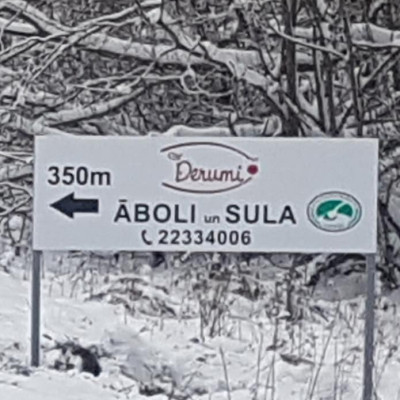 Derumi
350m
ĀBOLI un SULA
22334006